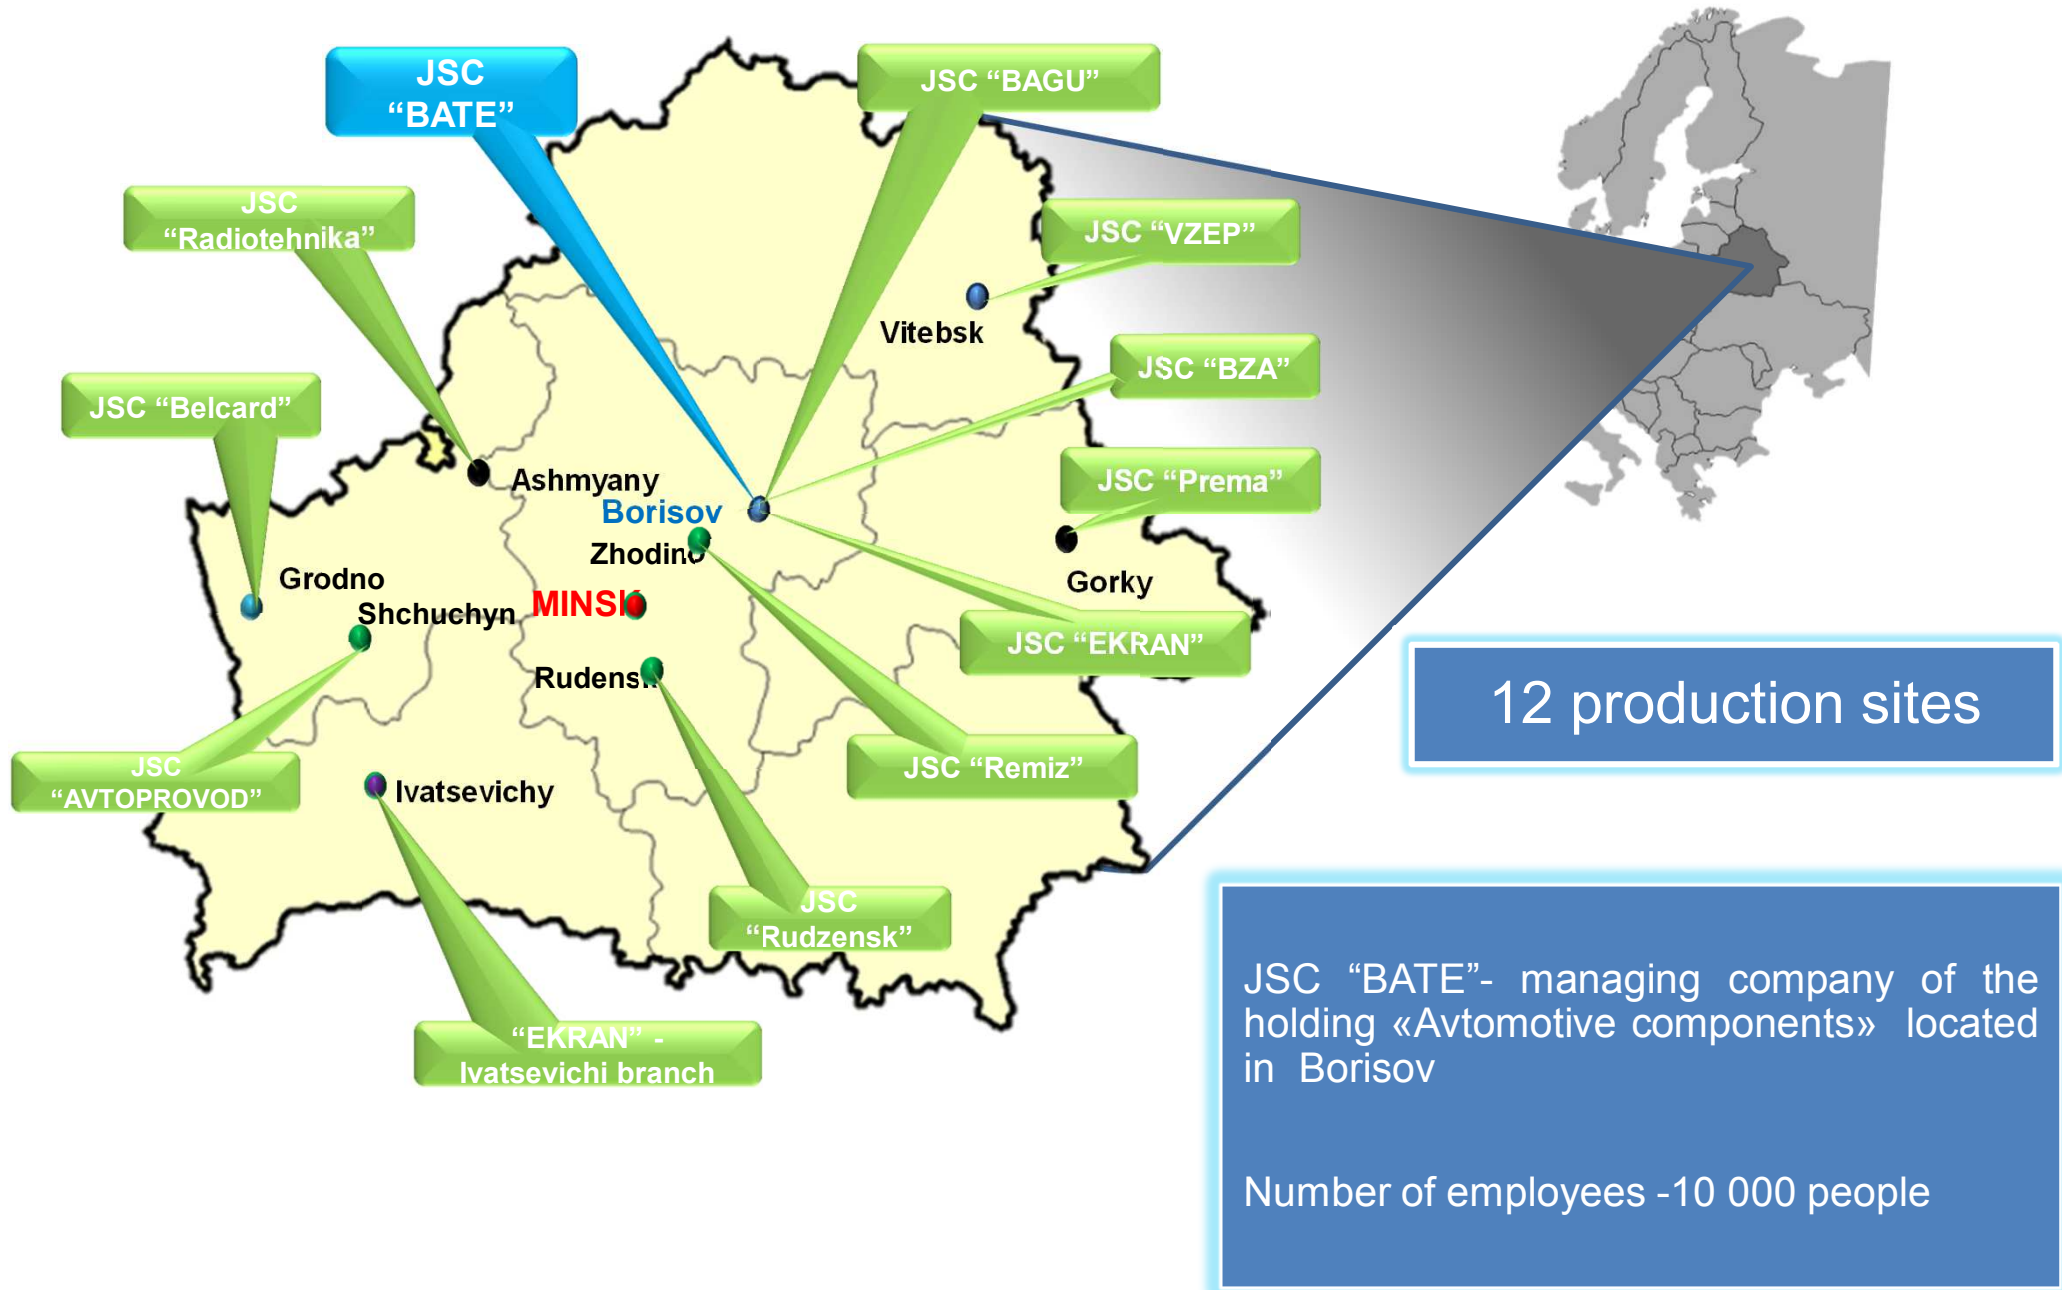 JSC
“BATE”
JSC “BAGU”
JSC
“Radiotehnika”
JSC “VZEP”
Vitebsk
JSC “BZA”
JSC “Belcard”
JSC “Prema”
Ashmyany
Borisov
Zhodino
Gorky
Grodno
Shchuchyn
MINSK
JSC “EKRAN”
Rudensk
12 production sites
JSC “Remiz”
JSC
“AVTOPROVOD”
Ivatsevichy
JSC
“Rudzensk”
“EKRAN” -
Ivatsevichi branch
JSC “BATE”- managing company of the
holding «Avtomotive components» located
in Borisov
Number of employees -10 000 people